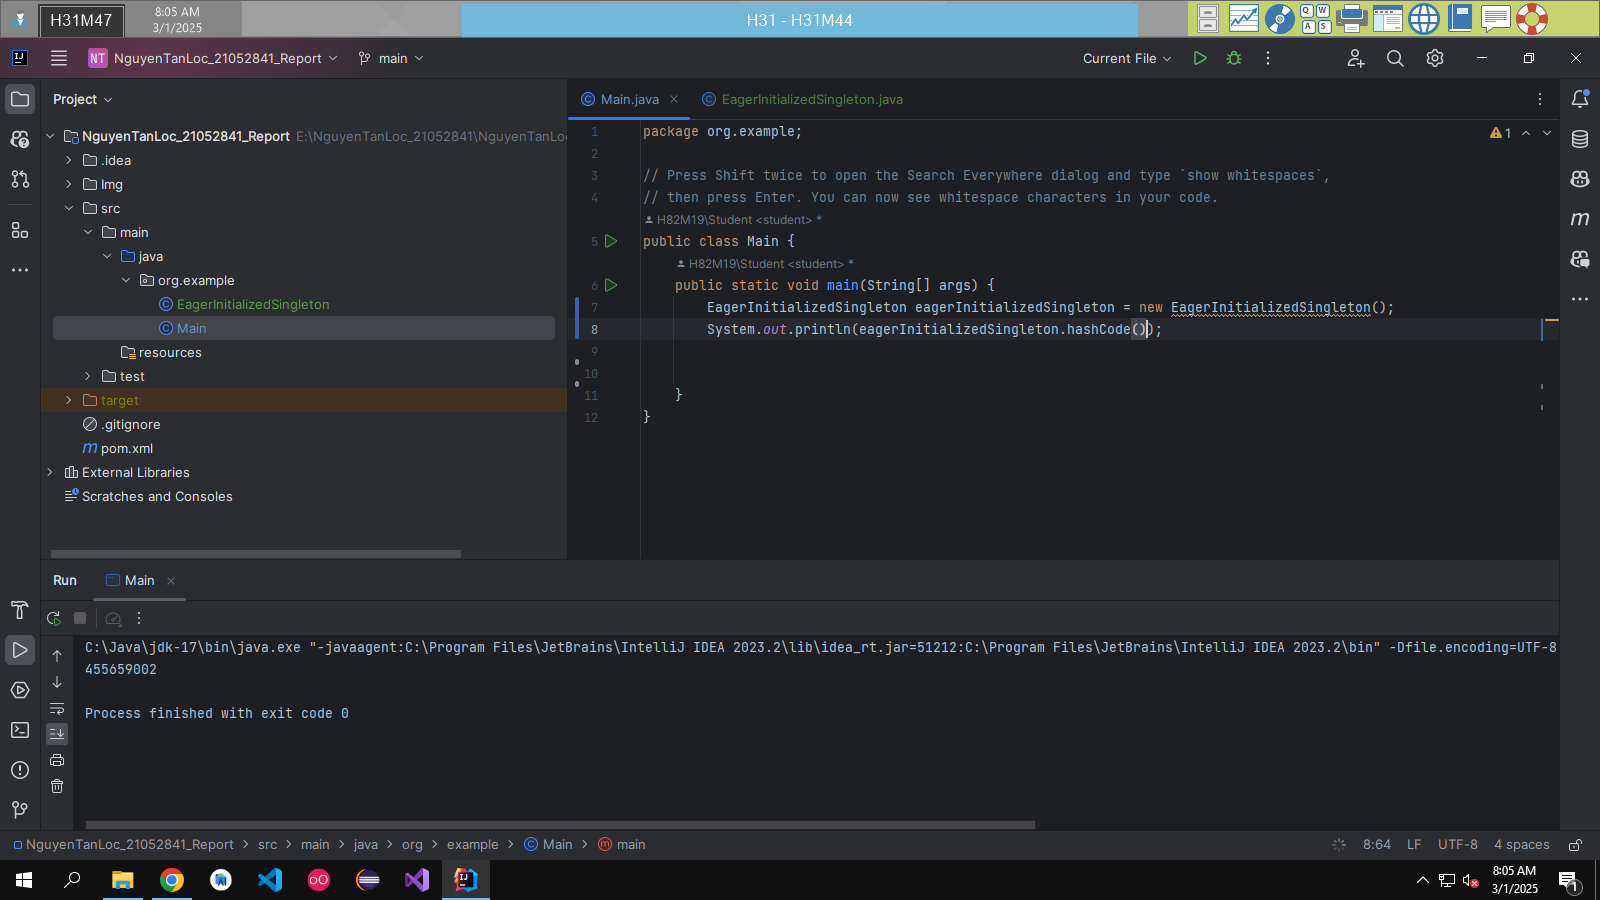 H31M47
8:05 AM
3/1/2025
H31 - H31M44
Q W
A S
NT NguyenTanLoc_21052841_Report
main
Current File
Project
Main.java
EagerInitializedSingleton.java
NguyenTanLoc_21052841_Report E:\NguyenTanLoc_21052841\NguyenTanLo
.idea
Img
src
main
java
org.example
EagerInitializedSingleton
Main
resources
test
target
.gitignore
m pom.xml
External Libraries
Scratches and Consoles
1 package org.example;
1
2
3 // Press Shift twice to open the Search Everywhere dialog and type `show whitespaces`,
4 // then press Enter. You can now see whitespace characters in your code.
H82M19\Student <student> *
5 public class Main {
H82M19\Student <student> *
6 public static void main(String[] args) {
7 EagerInitializedSingleton eagerInitializedSingleton = new EagerInitializedSingleton();
8 System.out.println(eagerInitializedSingleton.hashCode());
9
10
11 }
12 }
Run
Main
C:\Java\jdk-17\bin\java.exe "-javaagent:C:\Program Files\JetBrains\IntelliJ IDEA 2023.2\lib\idea_rt.jar=51212:C:\Program Files\JetBrains\IntelliJ IDEA 2023.2\bin" -Dfile.encoding=UTF-8
455659002
Process finished with exit code 0
NguyenTanLoc_21052841_Report > src > main > java > org > example > Main > main
8:64 LF UTF-8 4 spaces
8:05 AM
3/1/2025
1